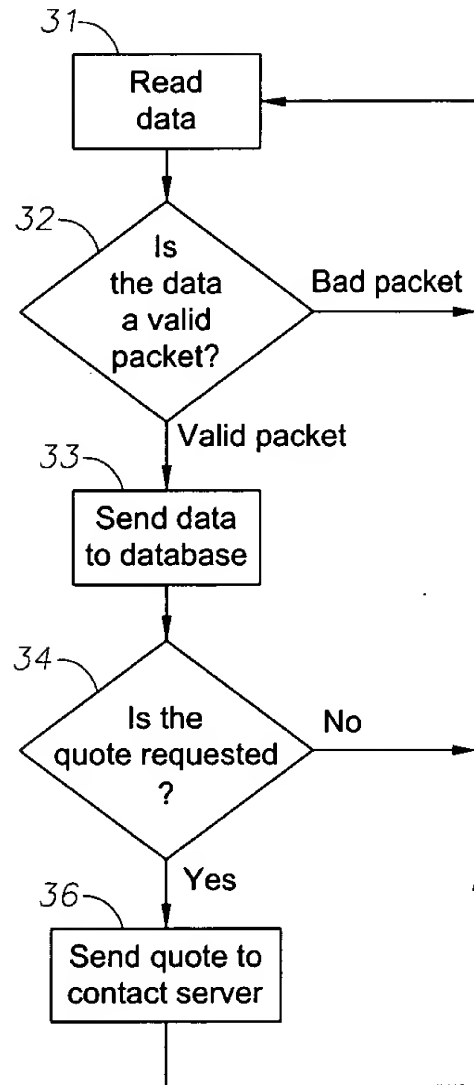 31
Read
data
32
Is
the data
a valid
packet?
Bad packet
Valid packet
33
Send data
to database
34
Is the
quote requested
?
No
Yes
36
Send quote to
contact server